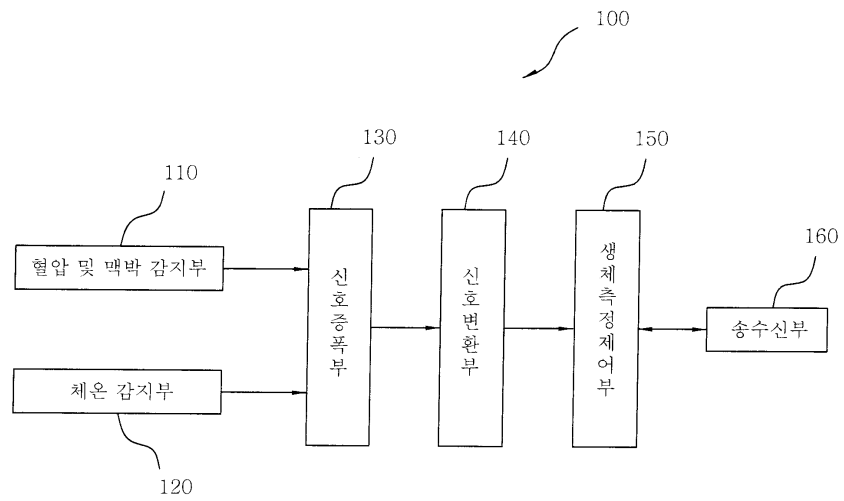 100
130
140
150
110
160
혈압 및 맥박 감지부
신호증폭부
신호변환부
생체측정제어부
송수신부
체온 감지부
120